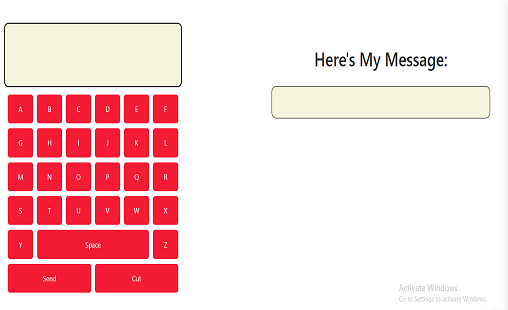 Here's My Message:
A B C D E F
G H I J K L
M N O P Q R
S T U V W X
Y Space Z
Send Cut
Activate Windows
Go to Settings to activate Windows.